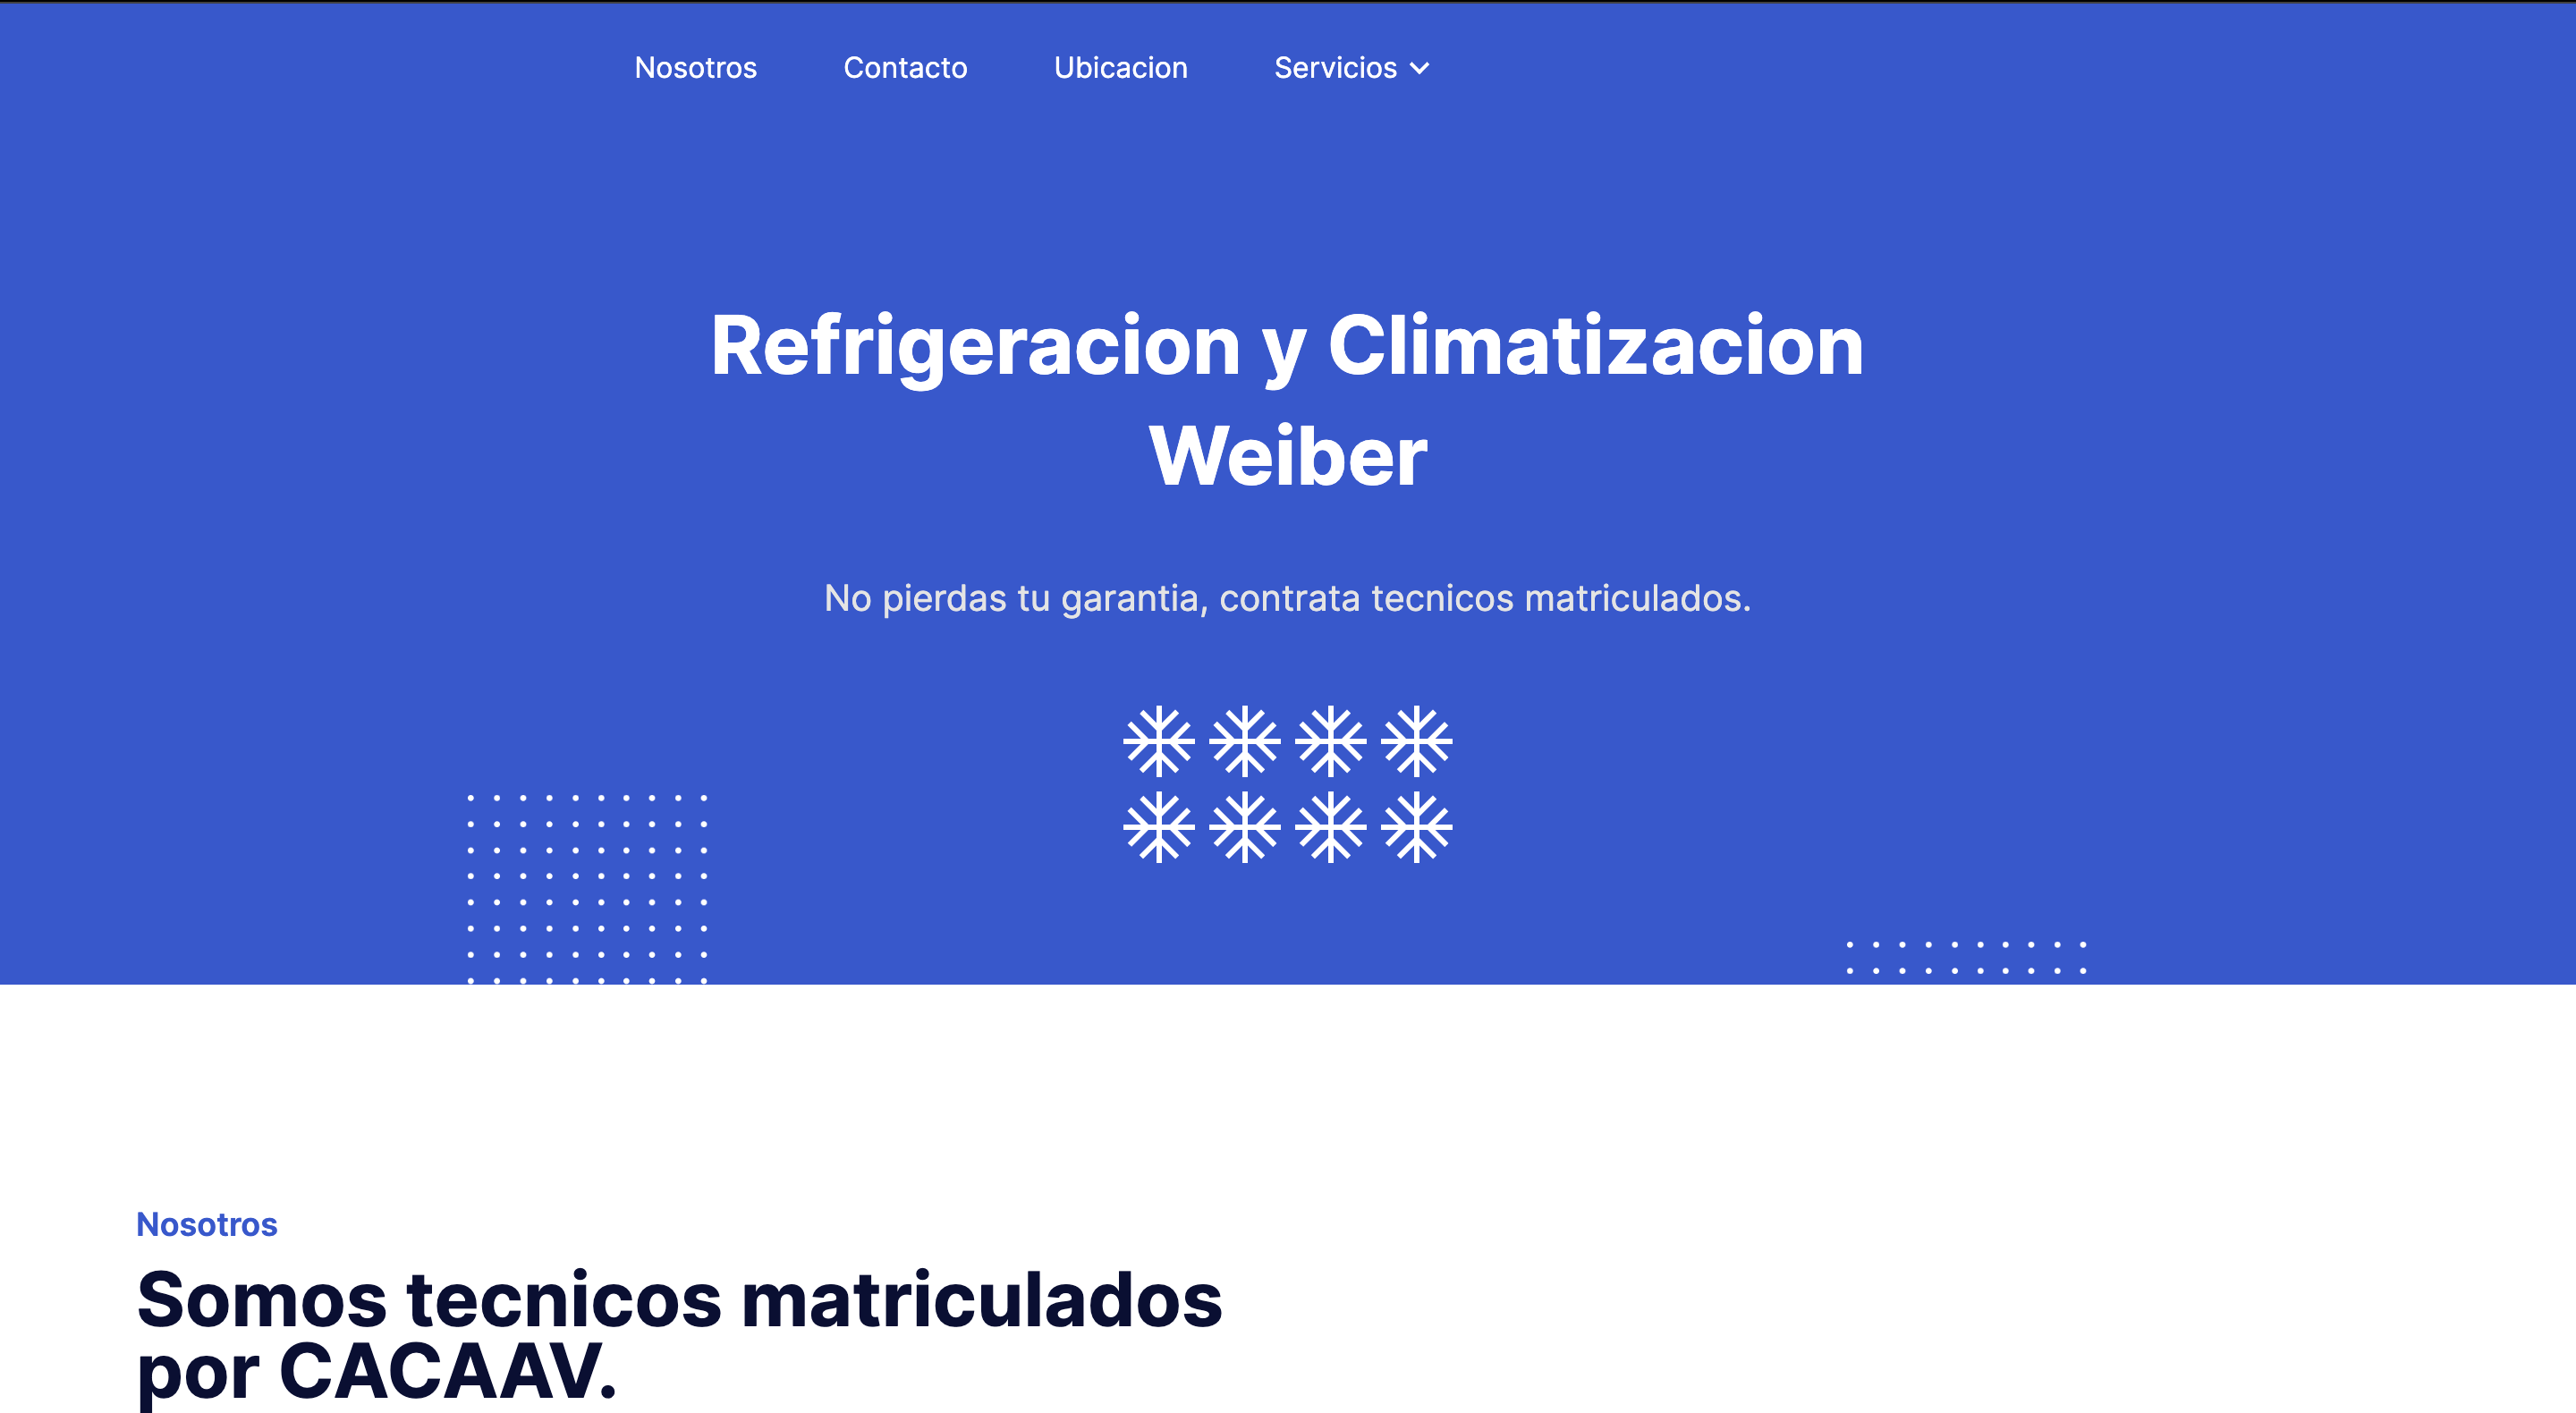 Nosotros Contacto Ubicacion Servicios
Refrigeracion y Climatizacion
Weiber
No pierdas tu garantia, contrata tecnicos matriculados.
Nosotros
Somos tecnicos matriculados
por CACAAV.